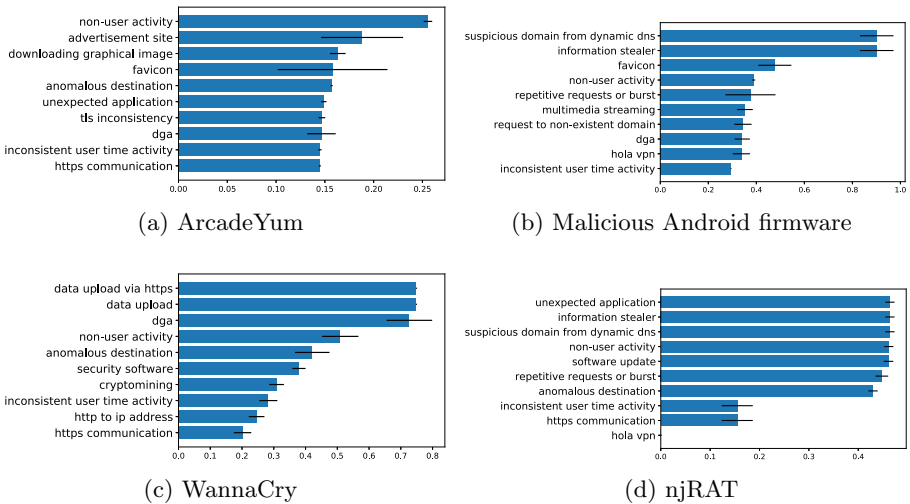 non-user activity
advertisement site
downloading graphical image
favicon
anomalous destination
unexpected application
tls inconsistency
dga
inconsistent user time activity
https communication
0.00 0.05 0.10 0.15 0.20 0.25
(a) ArcadeYum
suspicious domain from dynamic dns
information stealer
favicon
non-user activity
repetitive requests or burst
multimedia streaming
request to non-existent domain
dga
hola vpn
inconsistent user time activity
0.0 0.2 0.4 0.6 0.8 1.0
(b) Malicious Android firmware
data upload via https
data upload
dga
non-user activity
anomalous destination
security software
cryptomining
inconsistent user time activity
http to ip address
https communication
0.0 0.1 0.2 0.3 0.4 0.5 0.6 0.7 0.8
(c) WannaCry
unexpected application
information stealer
suspicious domain from dynamic dns
non-user activity
software update
repetitive requests or burst
anomalous destination
inconsistent user time activity
https communication
hola vpn
0.0 0.1 0.2 0.3 0.4
(d) njRAT